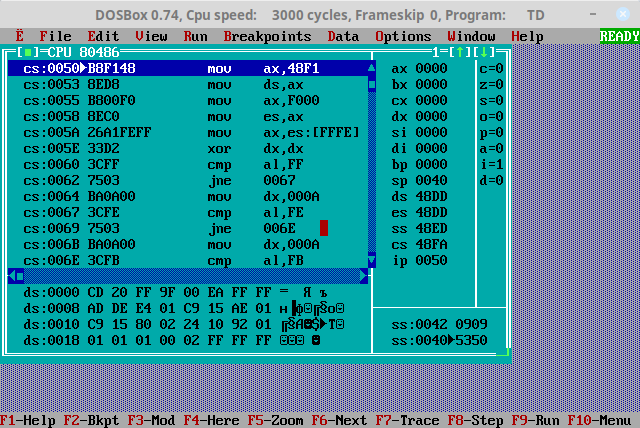 DOSBox 0.74, Cpu speed: 3000 cycles, Frameskip 0, Program: TD
Ë File Edit View Run Breakpoints Data Options Window Help READY
[■]=CPU 80486 1=[↑][↓]
cs:0050►B8F148 mov ax,48F1 ▲ ax 0000 c=0
cs:0053 8ED8 mov ds,ax bx 0000 z=0
cs:0055 B800F0 mov ax,F000 cx 0000 s=0
cs:0058 8EC0 mov es,ax dx 0000 o=0
cs:005A 26A1FEFF mov ax,es:[FFFE] si 0000 p=0
cs:005E 33D2 xor dx,dx di 0000 a=0
cs:0060 3CFF cmp al,FF bp 0000 i=1
cs:0062 7503 jne 0067 sp 0040 d=0
cs:0064 BA0A00 mov dx,000A ds 48DD
cs:0067 3CFE cmp al,FE es 48DD
cs:0069 7503 jne 006E ss 48ED
cs:006B BA0A00 mov dx,000A cs 48FA
cs:006E 3CFB cmp al,FB ▼ ip 0050
ds:0000 CD 20 FF 9F 00 EA FF FF = Я ъ
ds:0008 AD DE E4 01 C9 15 AE 01
ds:0010 C9 15 80 02 24 10 92 01 ss:0042 0909
ds:0018 01 01 01 00 02 FF FF FF ☺☺☺ ☻ ss:0040►5350
F1-Help F2-Bkpt F3-Mod F4-Here F5-Zoom F6-Next F7-Trace F8-Step F9-Run F10-Menu